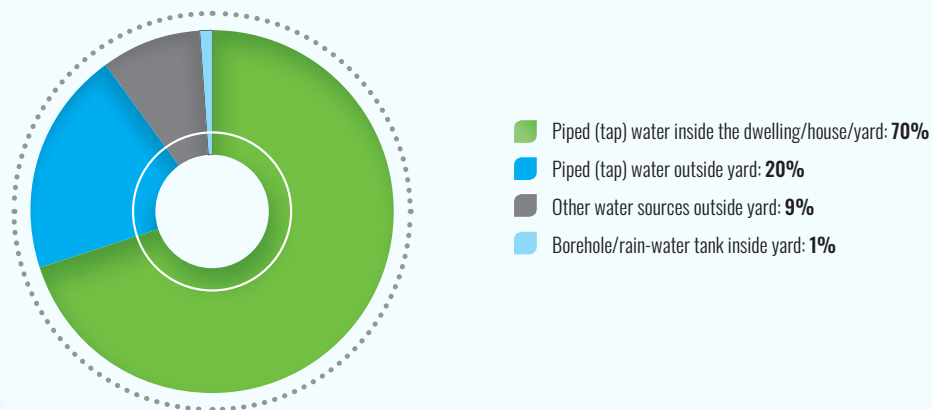 Piped (tap) water inside the dwelling/house/yard: 70%
Piped (tap) water outside yard: 20%
Other water sources outside yard: 9%
Borehole/rain-water tank inside yard: 1%